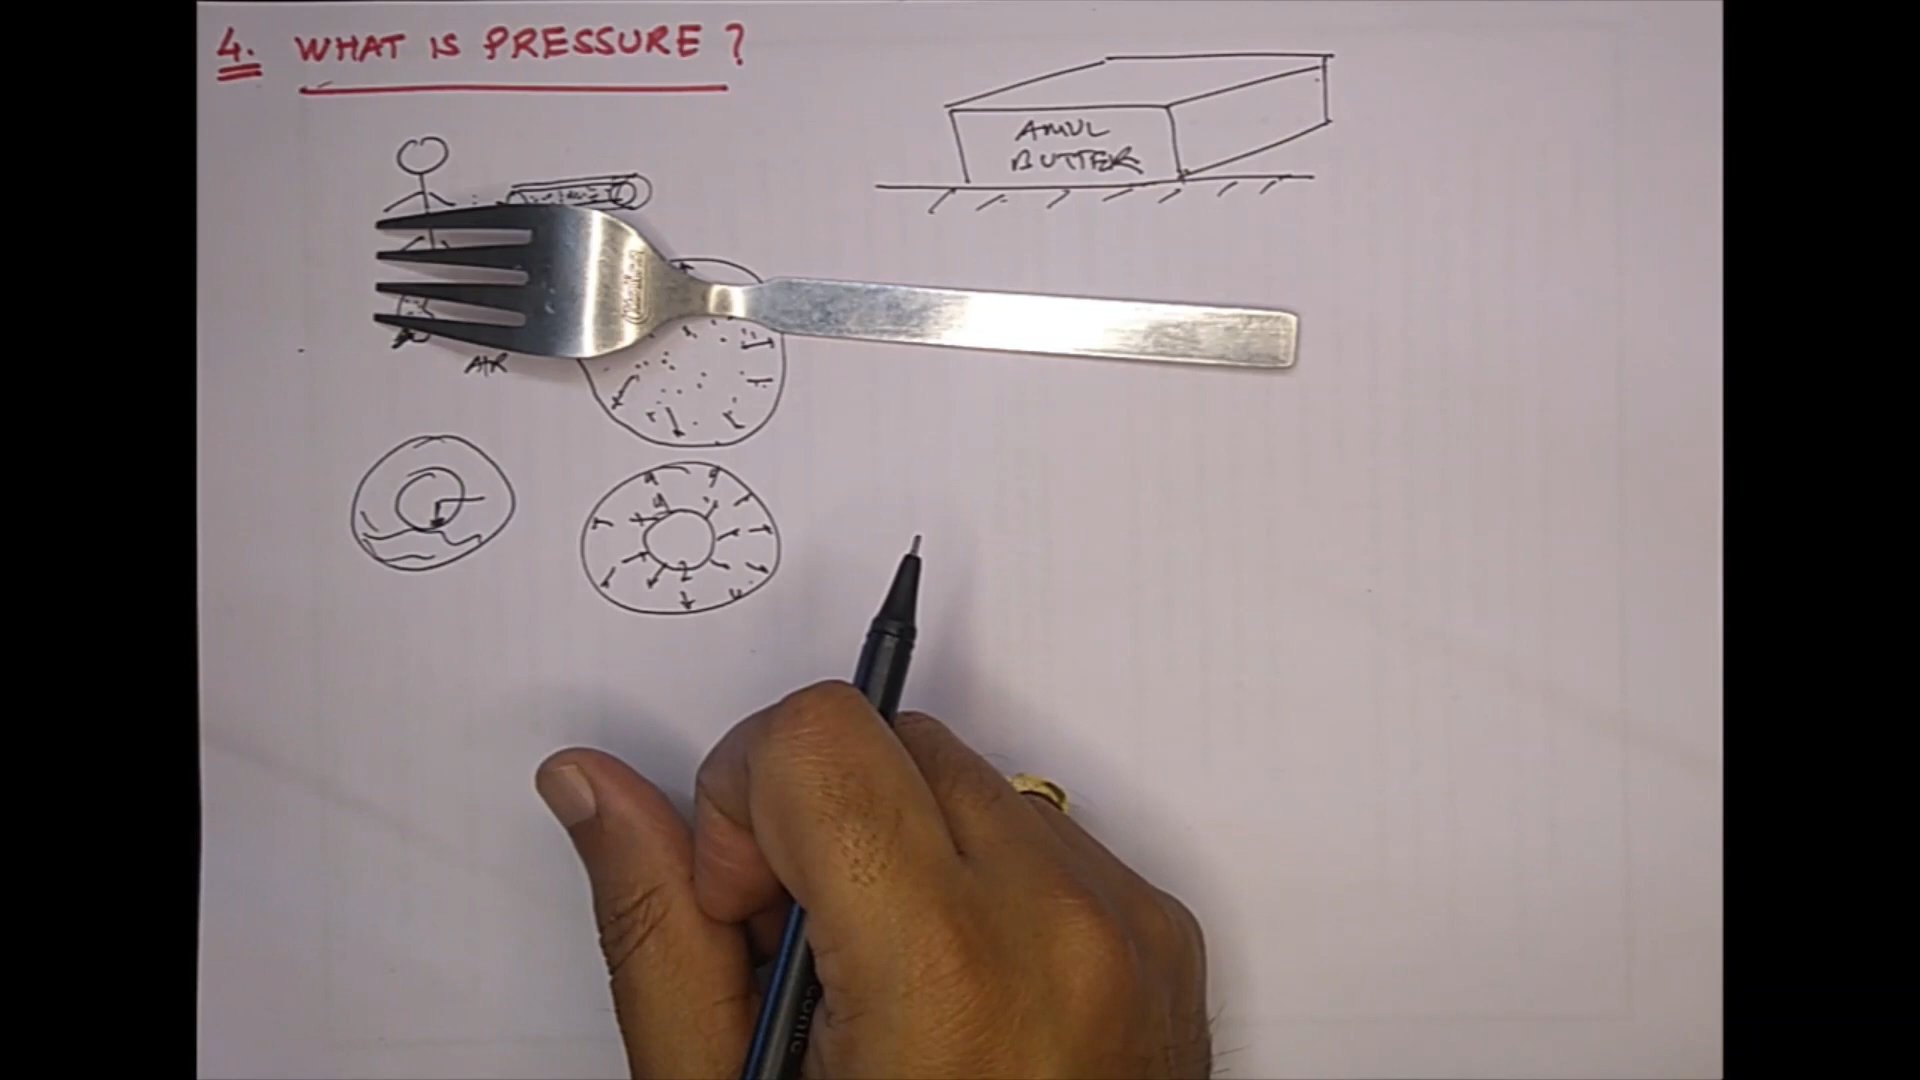 4. WHAT IS PRESSURE?
AMUL
BUTTER
AIR